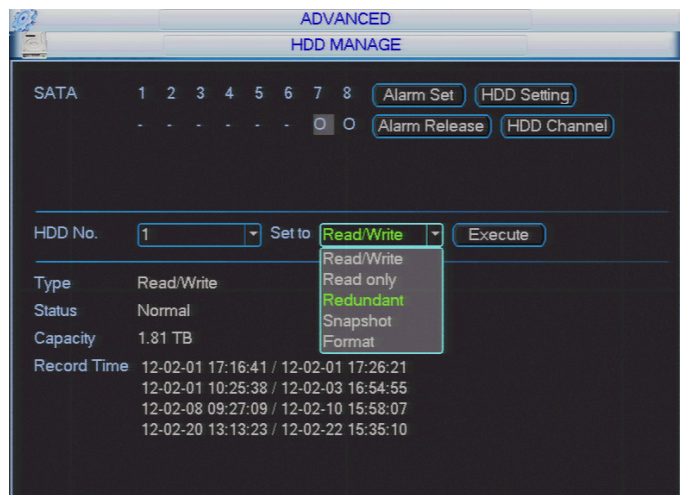 ADVANCED
HDD MANAGE
SATA 1 2 3 4 5 6 7 8 Alarm Set HDD Setting
- - - - - - O O Alarm Release HDD Channel
HDD No. 1 Set to Read/Write Execute
Read/Write
Read only
Redundant
Snapshot
Format
Type Read/Write
Status Normal
Capacity 1.81 TB
Record Time 12-02-01 17:16:41 / 12-02-01 17:26:21
12-02-01 10:25:38 / 12-02-03 16:54:55
12-02-08 09:27:09 / 12-02-10 15:58:07
12-02-20 13:13:23 / 12-02-22 15:35:10